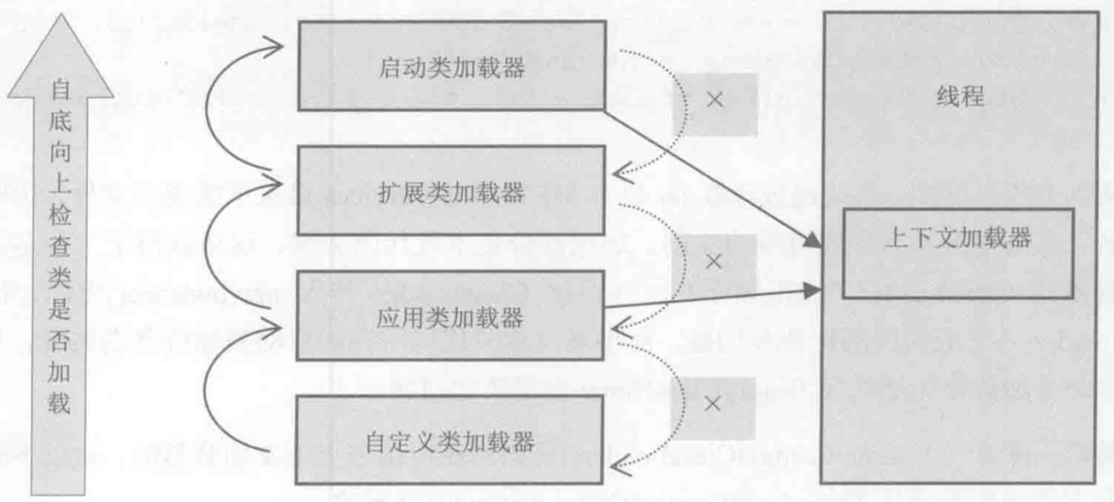 自底向上检查类是否加载
启动类加载器
×
线程
扩展类加载器
上下文加载器
×
应用类加载器
×
自定义类加载器